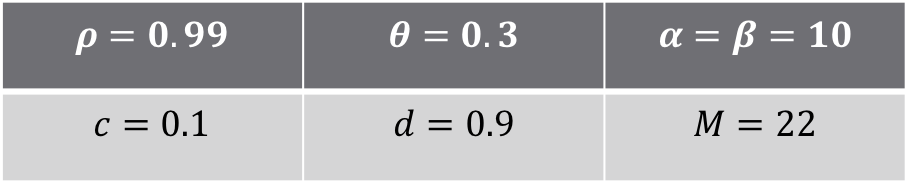 ρ = 0.99 θ = 0.3 α = β = 10
c = 0.1 d = 0.9 M = 22